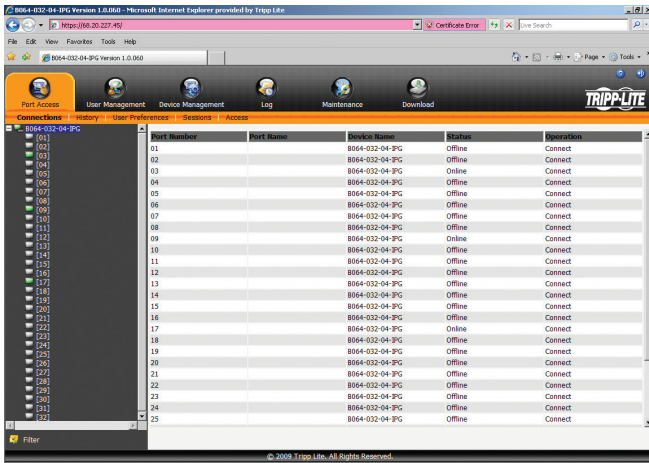 B064-032-04-IPG Version 1.0.060 - Microsoft Internet Explorer provided by Tripp Lite
https://68.20.227.45/ Certificate Error Live Search
File Edit View Favorites Tools Help
B064-032-04-IPG Version 1.0.060 Page Tools
Port Access User Management Device Management Log Maintenance Download TRIPP·LITE
Connections History User Preferences Sessions Access
B064-032-04-IPG
[01]
[02]
[03]
[04]
[05]
[06]
[07]
[08]
[09]
[10]
[11]
[12]
[13]
[14]
[15]
[16]
[17]
[18]
[19]
[20]
[21]
[22]
[23]
[24]
[25]
[26]
[27]
[28]
[29]
[30]
[31]
[32]
Filter
Port Number Port Name Device Name Status Operation
01 B064-032-04-IPG Offline Connect
02 B064-032-04-IPG Offline Connect
03 B064-032-04-IPG Online Connect
04 B064-032-04-IPG Offline Connect
05 B064-032-04-IPG Offline Connect
06 B064-032-04-IPG Offline Connect
07 B064-032-04-IPG Offline Connect
08 B064-032-04-IPG Offline Connect
09 B064-032-04-IPG Online Connect
10 B064-032-04-IPG Offline Connect
11 B064-032-04-IPG Offline Connect
12 B064-032-04-IPG Offline Connect
13 B064-032-04-IPG Offline Connect
14 B064-032-04-IPG Offline Connect
15 B064-032-04-IPG Offline Connect
16 B064-032-04-IPG Offline Connect
17 B064-032-04-IPG Online Connect
18 B064-032-04-IPG Offline Connect
19 B064-032-04-IPG Offline Connect
20 B064-032-04-IPG Offline Connect
21 B064-032-04-IPG Offline Connect
22 B064-032-04-IPG Offline Connect
23 B064-032-04-IPG Offline Connect
24 B064-032-04-IPG Offline Connect
25 B064-032-04-IPG Offline Connect
© 2009 Tripp Lite. All Rights Reserved.